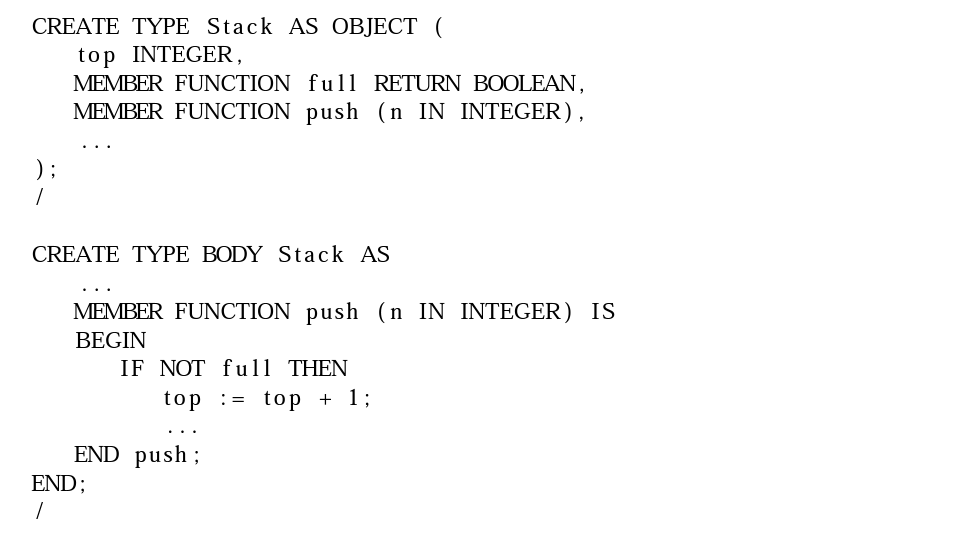 CREATE TYPE Stack AS OBJECT (
    top INTEGER,
    MEMBER FUNCTION full RETURN BOOLEAN,
    MEMBER FUNCTION push (n IN INTEGER),
    ...
);
/

CREATE TYPE BODY Stack AS
    ...
    MEMBER FUNCTION push (n IN INTEGER) IS
    BEGIN
        IF NOT full THEN
            top := top + 1;
            ...
    END push;
END;
/